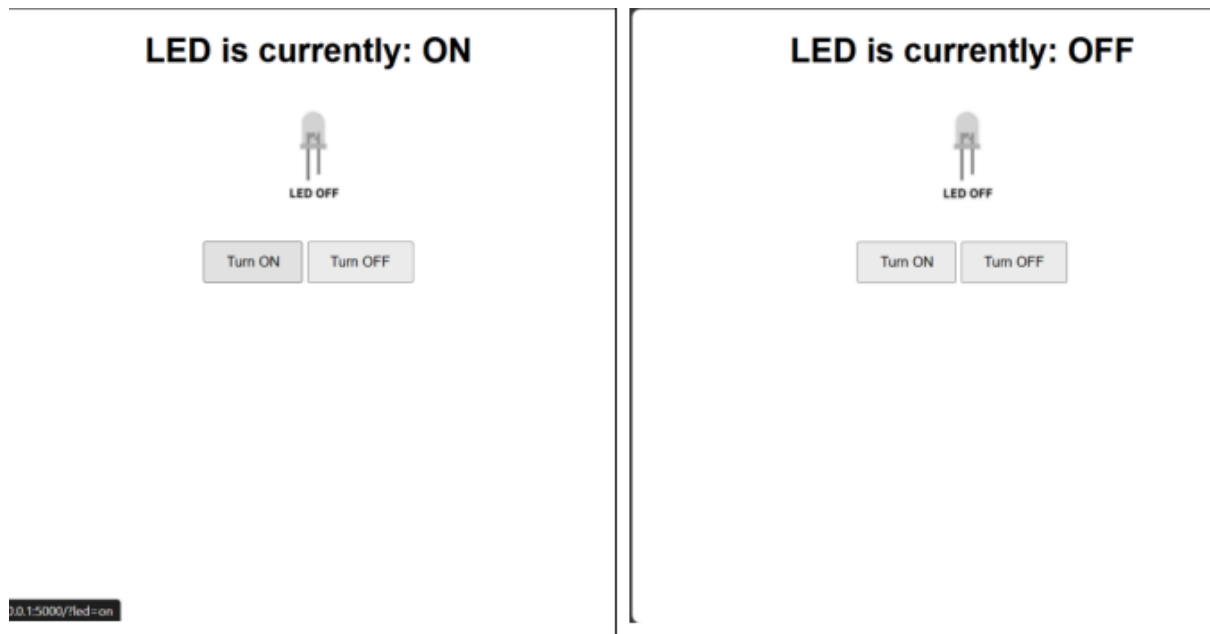 LED is currently: ON
LED OFF
Turn ON Turn OFF
0.0.1:5000/?led=on
LED is currently: OFF
LED OFF
Turn ON Turn OFF